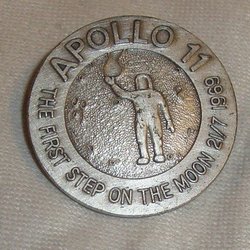 APOLLO 11
THE FIRST STEP ON THE MOON 21/7 1969